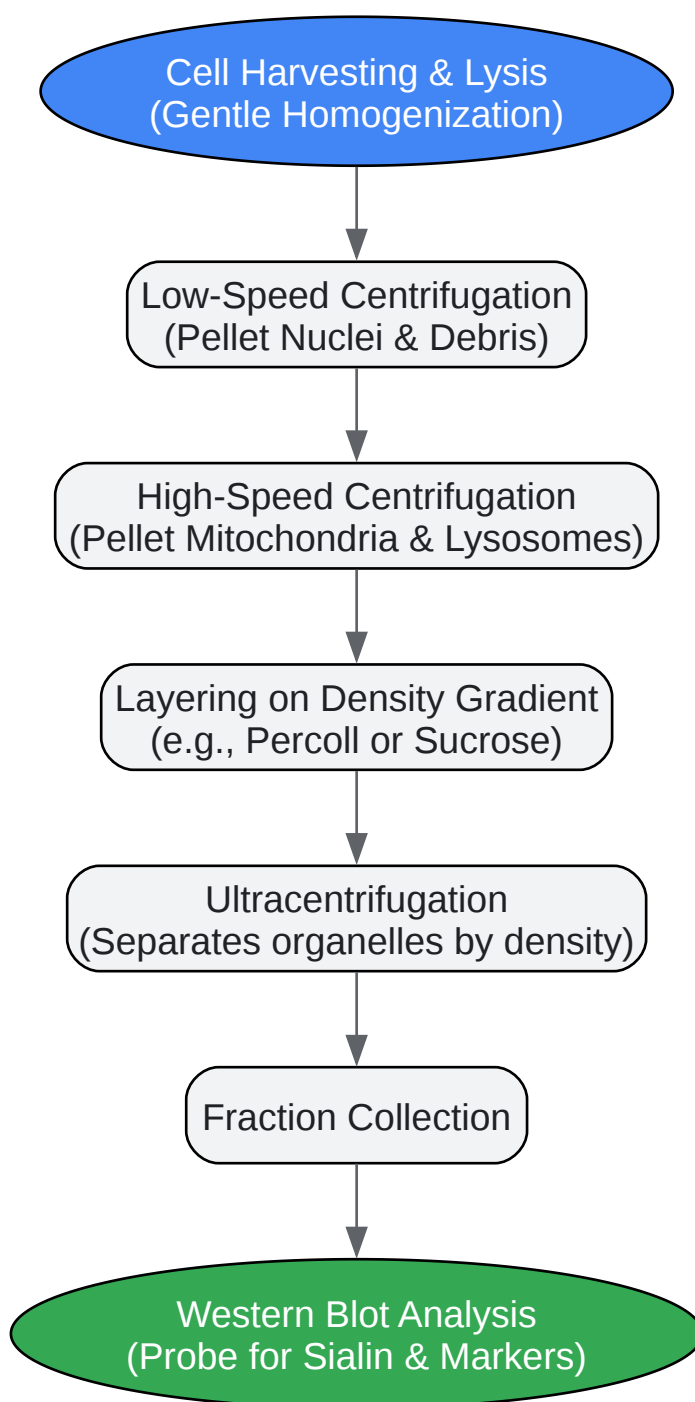 Cell Harvesting & Lysis
(Gentle Homogenization)
Low-Speed Centrifugation
(Pellet Nuclei & Debris)
High-Speed Centrifugation
(Pellet Mitochondria & Lysosomes)
Layering on Density Gradient
(e.g., Percoll or Sucrose)
Ultracentrifugation
(Separates organelles by density)
Fraction Collection
Western Blot Analysis
(Probe for Sialin & Markers)